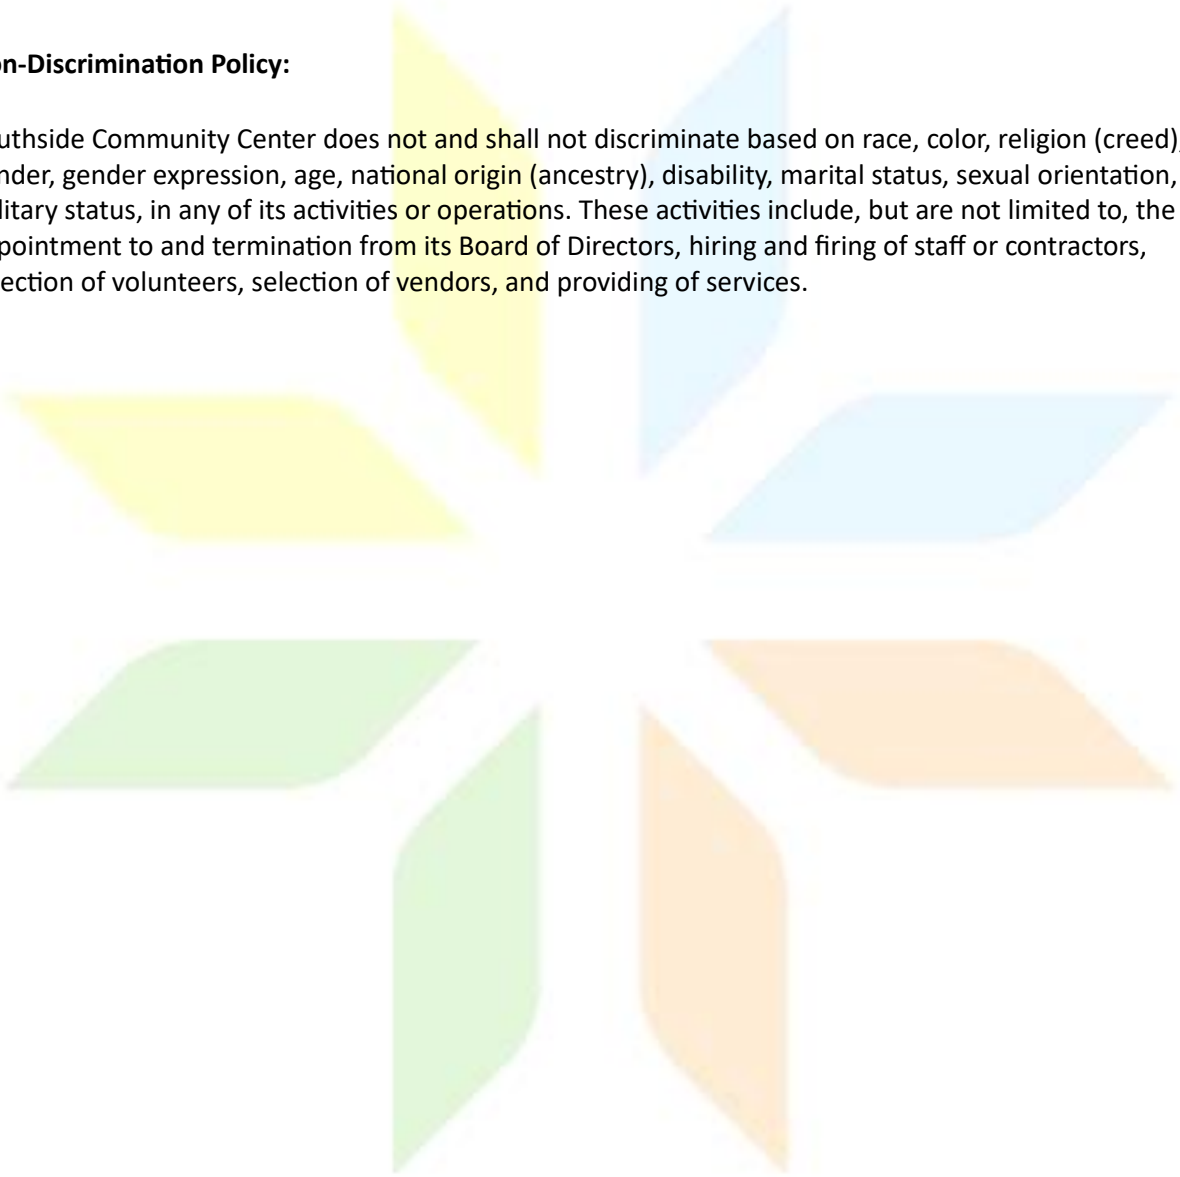 on-Discrimination Policy:
uthside Community Center does not and shall not discriminate based on race, color, religion (creed),
nder, gender expression, age, national origin (ancestry), disability, marital status, sexual orientation,
litary status, in any of its activities or operations. These activities include, but are not limited to, the
pointment to and termination from its Board of Directors, hiring and firing of staff or contractors,
ection of volunteers, selection of vendors, and providing of services.